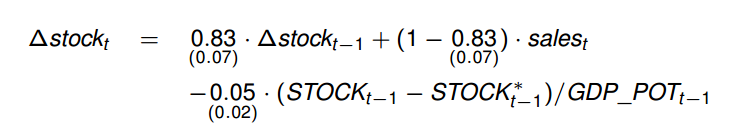 Δstock_t = 0.83 · Δstock_{t−1} + (1 − 0.83) · sales_t
(0.07) (0.07)
−0.05 · (STOCK_{t−1} − STOCK*_{t−1})/GDP_POT_{t−1}
(0.02)